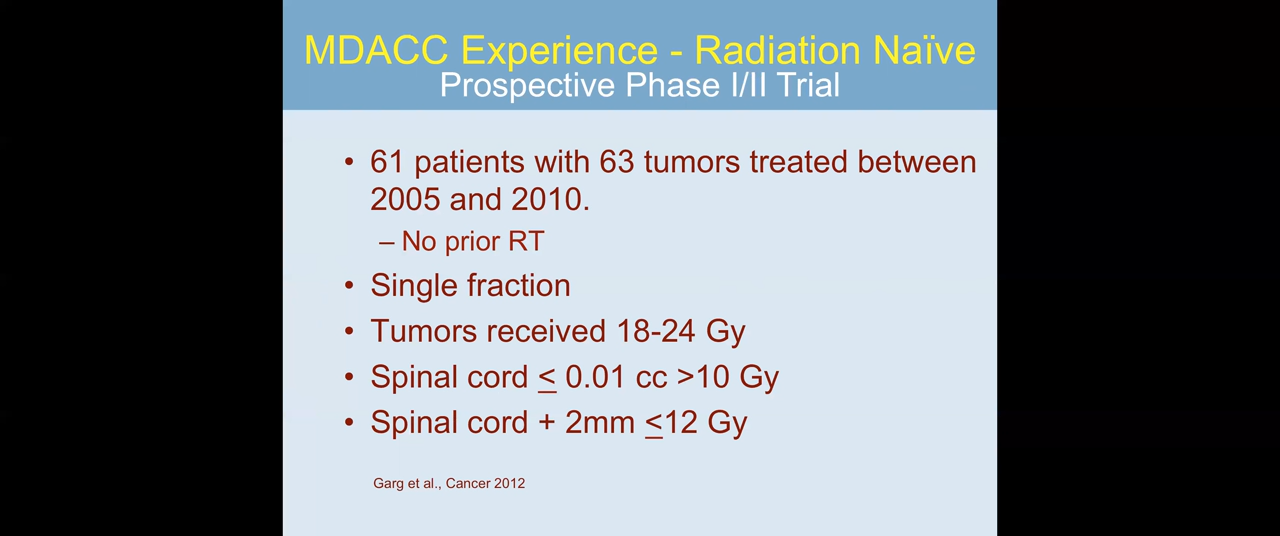 MDACC Experience - Radiation Naïve
Prospective Phase I/II Trial
• 61 patients with 63 tumors treated between
2005 and 2010.
– No prior RT
• Single fraction
• Tumors received 18-24 Gy
• Spinal cord ≤ 0.01 cc >10 Gy
• Spinal cord + 2mm ≤12 Gy
Garg et al., Cancer 2012